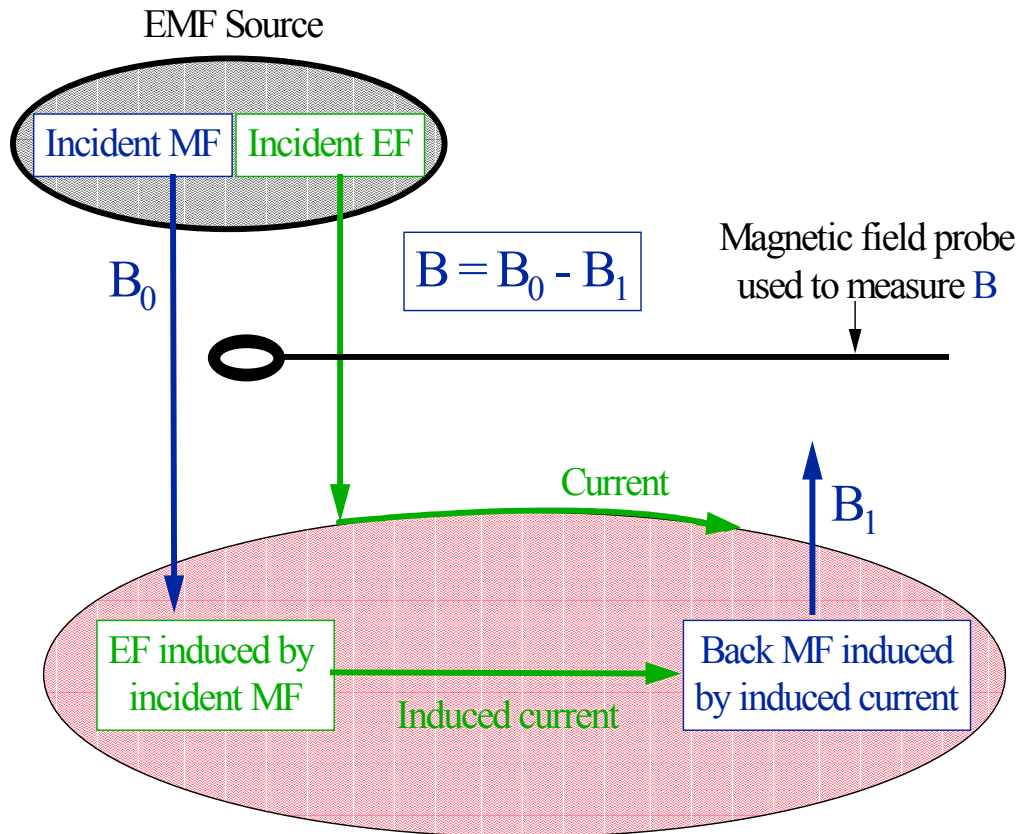 EMF Source
Incident MF
Incident EF
B₀
B = B₀ - B₁
Magnetic field probe
used to measure B
Current
B₁
EF induced by
incident MF
Induced current
Back MF induced
by induced current